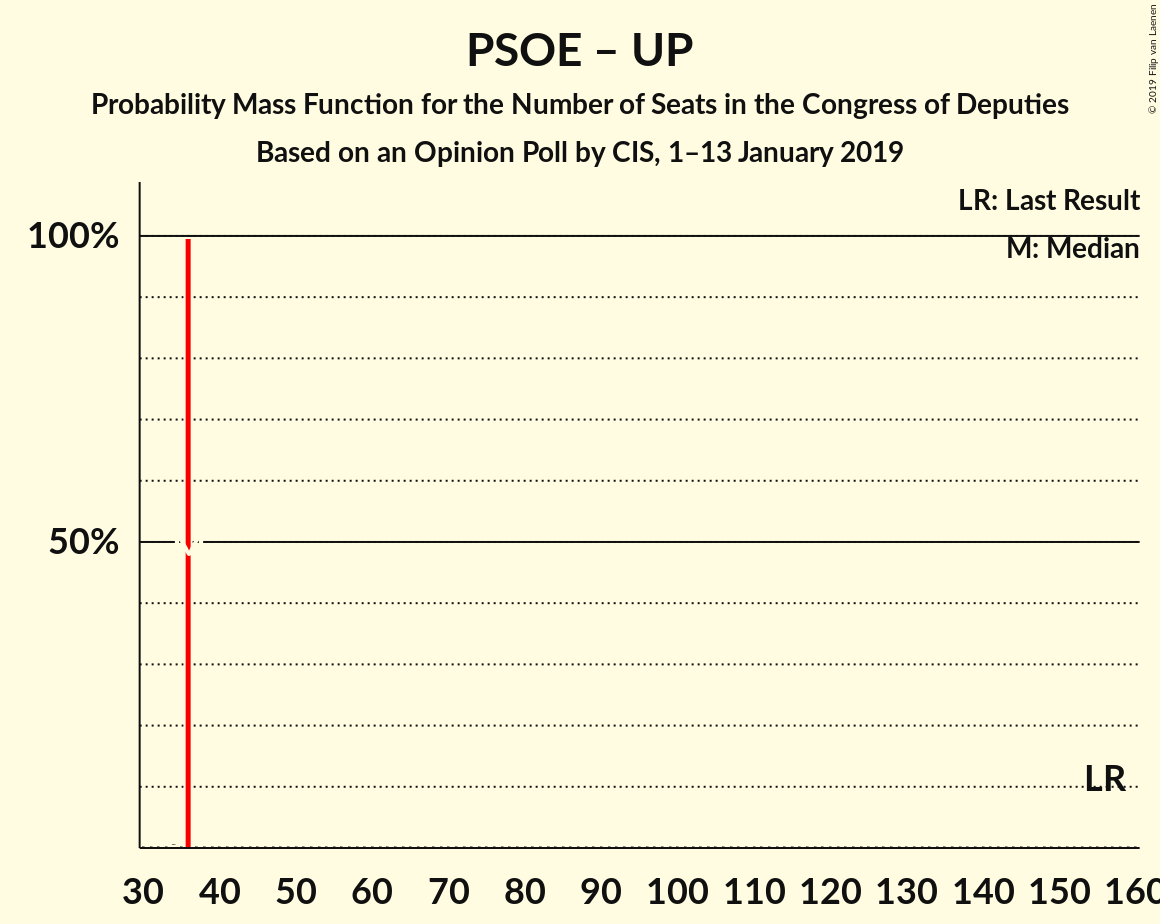 PSOE – UP
Probability Mass Function for the Number of Seats in the Congress of Deputies
Based on an Opinion Poll by CIS, 1–13 January 2019
© 2019 Filip van Laenen
LR: Last Result
M: Median
100%
50%
M
LR
30 40 50 60 70 80 90 100 110 120 130 140 150 160